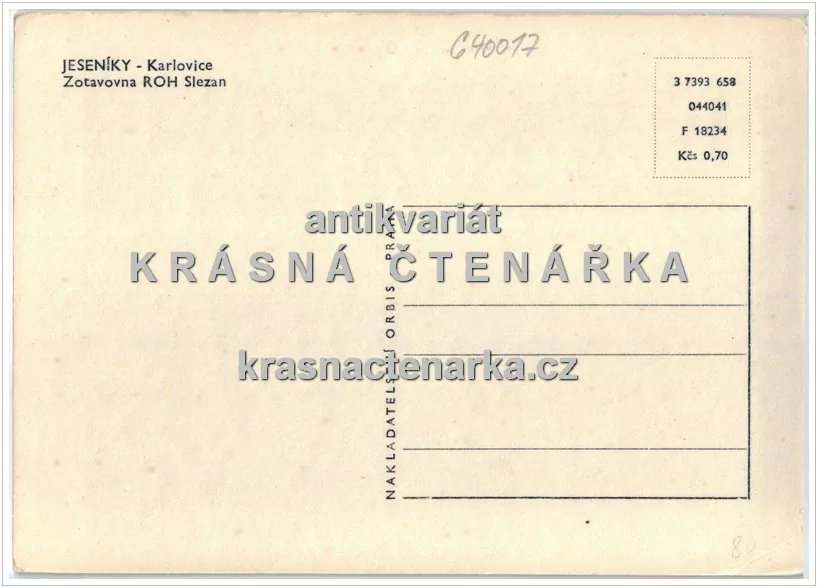 C40017
JESENÍKY - Karlovice
Zotavovna ROH Slezan
3 7393 658
044041
F 18234
Kčs 0,70
antikvariát
KRÁSNÁ ČTENÁŘKA
krasnactenarka.cz
NAKLADATELSTVÍ ORBIS PRAHA
80